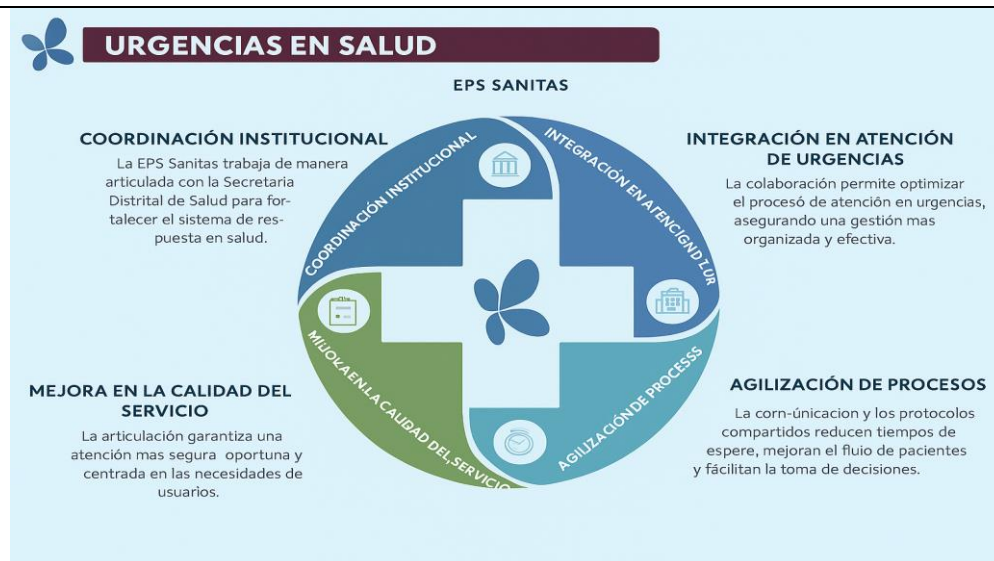 URGENCIAS EN SALUD
EPS SANITAS
COORDINACIÓN INSTITUCIONAL
La EPS Sanitas trabaja de manera
articulada con la Secretaria
Distrital de Salud para for-
talecer el sistema de res-
puesta en salud.
INTEGRACIÓN EN ATENCIÓN
DE URGENCIAS
La colaboración permite optimizar
el procesó de atención en urgencias,
asegurando una gestión mas
organizada y efectiva.
COORDINACIÓN INSTITUCIONAL
INTEGRACIÓN EN
MEJORA EN LA CALIDAD DEL
SERVICIO
La articulación garantiza una
atención mas segura oportuna y
centrada en las necesidades de
usuarios.
EN LA CAUDAD DEL SERVICIO
AGILIZACIÓN DE PROCESSS
AGILIZACIÓN DE PROCESOS
La corn-únicacion y los protocolos
compartidos reducen tiempos de
espere, mejoran el fluio de pacientes
y fácilitan la toma de decisiones.